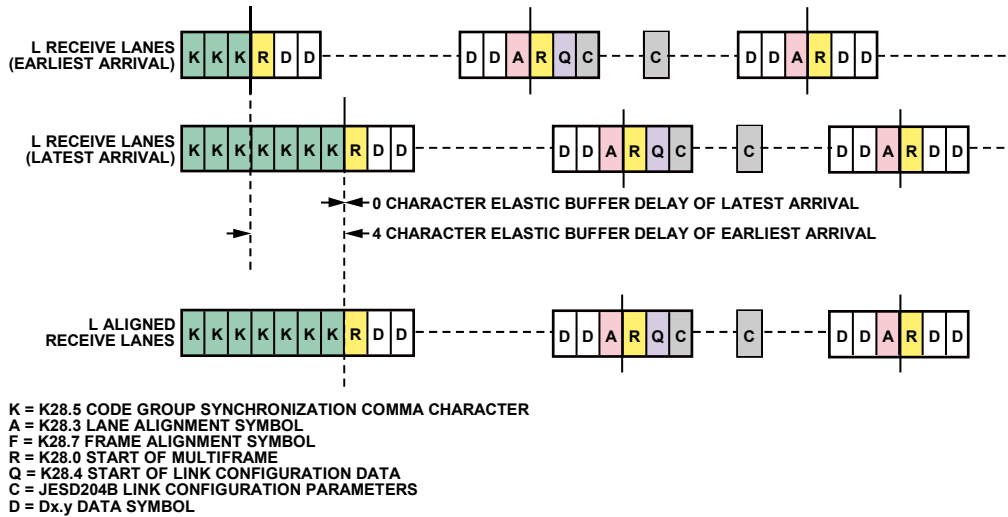 L RECEIVE LANES
(EARLIEST ARRIVAL)
K K K R D D
D D A R Q C
C
D D A R D D
L RECEIVE LANES
(LATEST ARRIVAL)
K K K K K K K R D D
D D A R Q C
C
D D A R D D
0 CHARACTER ELASTIC BUFFER DELAY OF LATEST ARRIVAL
4 CHARACTER ELASTIC BUFFER DELAY OF EARLIEST ARRIVAL
L ALIGNED
RECEIVE LANES
K K K K K K K R D D
D D A R Q C
C
D D A R D D
K = K28.5 CODE GROUP SYNCHRONIZATION COMMA CHARACTER
A = K28.3 LANE ALIGNMENT SYMBOL
F = K28.7 FRAME ALIGNMENT SYMBOL
R = K28.0 START OF MULTIFRAME
Q = K28.4 START OF LINK CONFIGURATION DATA
C = JESD204B LINK CONFIGURATION PARAMETERS
D = Dx.y DATA SYMBOL